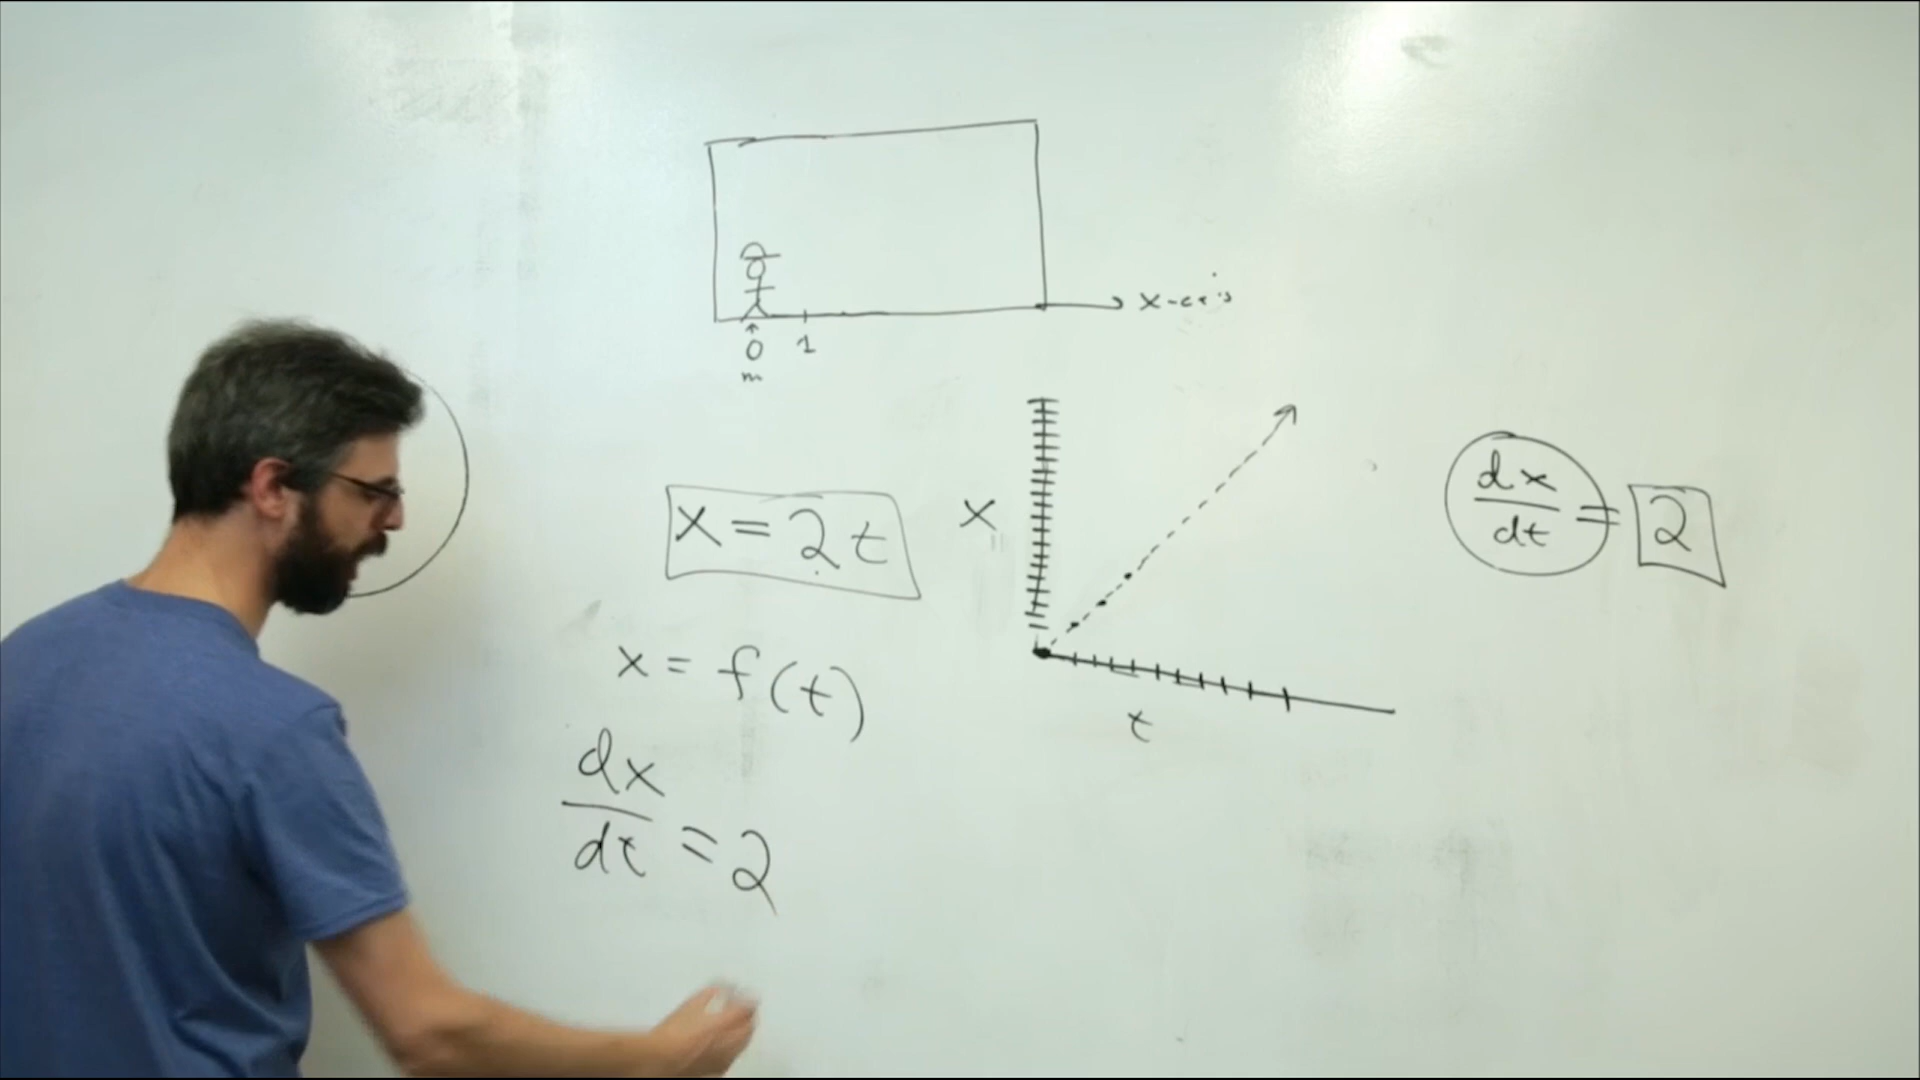 x-axis
0 1
m
x = 2t
x
dx/dt = 2
x = f(t)
t
dx/dt = 2